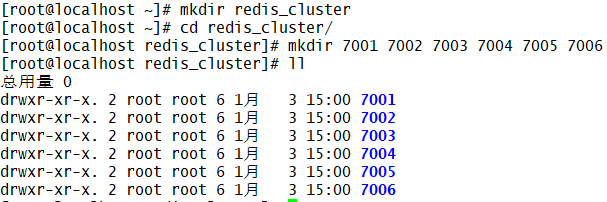 [root@localhost ~]# mkdir redis_cluster
[root@localhost ~]# cd redis_cluster/
[root@localhost redis_cluster]# mkdir 7001 7002 7003 7004 7005 7006
[root@localhost redis_cluster]# ll
总用量 0
drwxr-xr-x. 2 root root 6 1月   3 15:00 7001
drwxr-xr-x. 2 root root 6 1月   3 15:00 7002
drwxr-xr-x. 2 root root 6 1月   3 15:00 7003
drwxr-xr-x. 2 root root 6 1月   3 15:00 7004
drwxr-xr-x. 2 root root 6 1月   3 15:00 7005
drwxr-xr-x. 2 root root 6 1月   3 15:00 7006